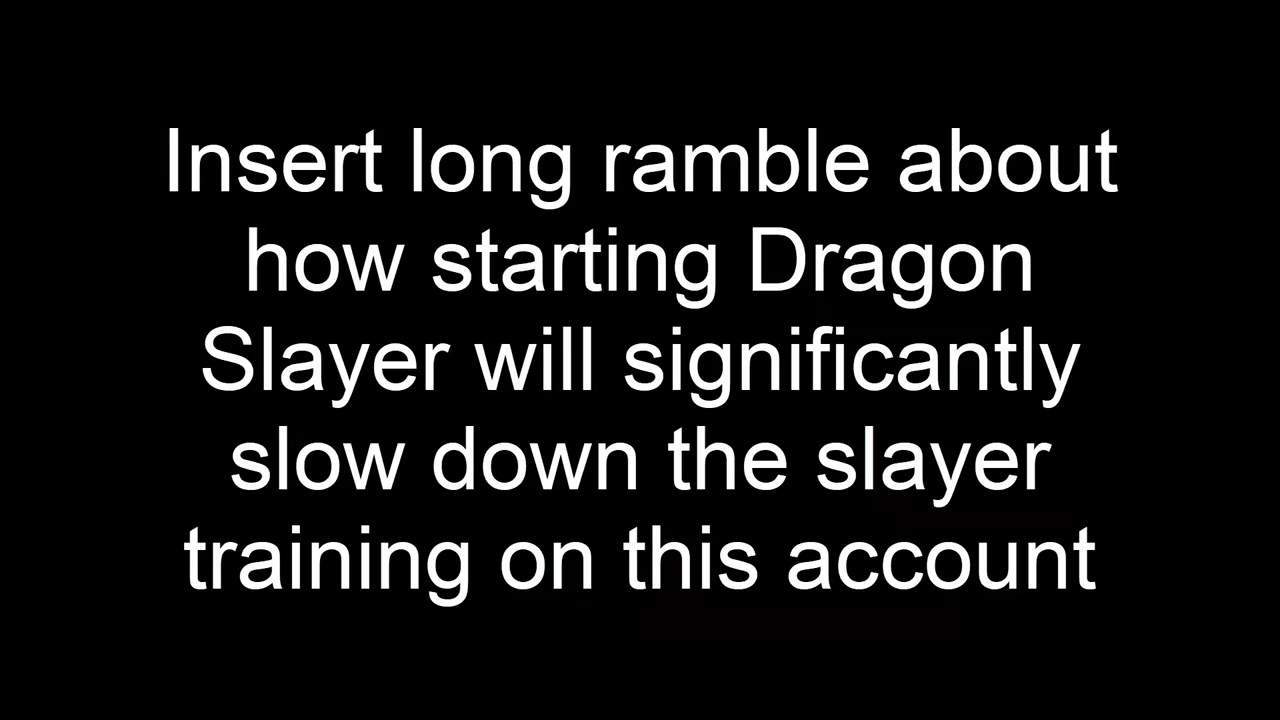 Insert long ramble about
how starting Dragon
Slayer will significantly
slow down the slayer
training on this account